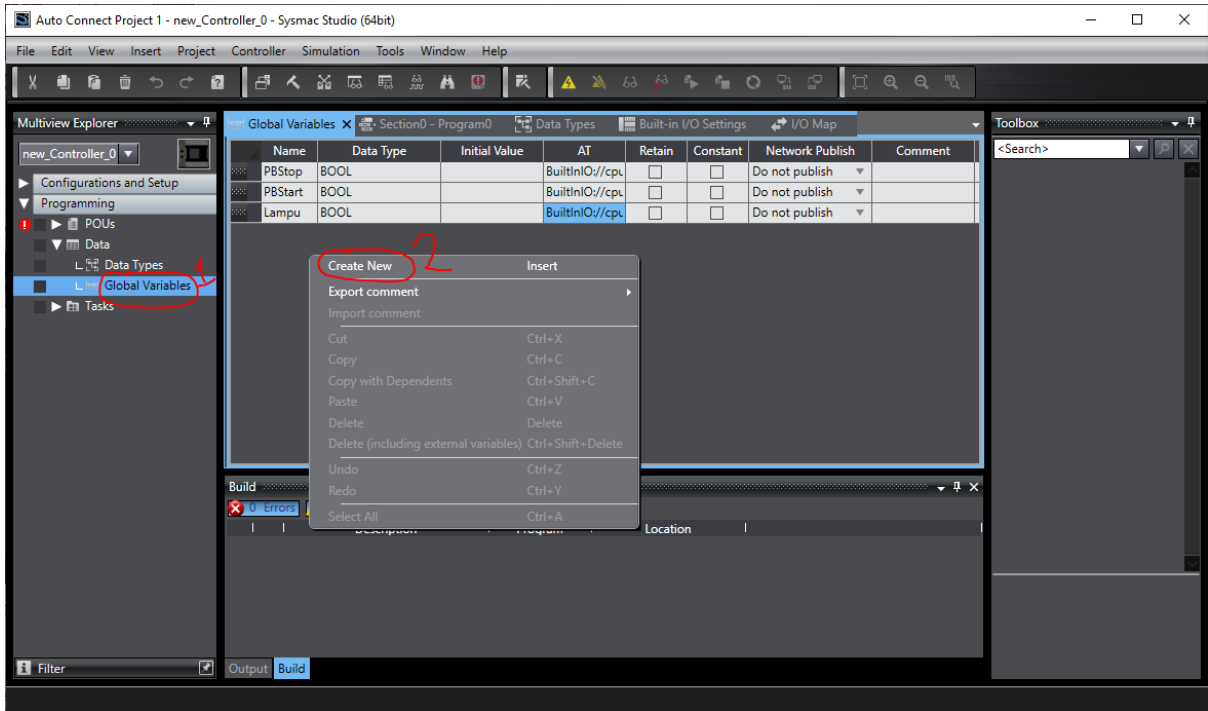 Auto Connect Project 1 - new_Controller_0 - Sysmac Studio (64bit)
File Edit View Insert Project Controller Simulation Tools Window Help
Multiview Explorer
new_Controller_0
Configurations and Setup
Programming
POUs
Data
Data Types
Global Variables
1
Tasks
Filter
Global Variables Section0 - Program0 Data Types Built-in I/O Settings I/O Map
Name Data Type Initial Value AT Retain Constant Network Publish Comment
PBStop BOOL BuiltInIO://cpu Do not publish
PBStart BOOL BuiltInIO://cpu Do not publish
Lampu BOOL BuiltInIO://cpu Do not publish
Create New Insert
2
Export comment
Import comment
Cut Ctrl+X
Copy Ctrl+C
Copy with Dependents Ctrl+Shift+C
Paste Ctrl+V
Delete Delete
Delete (including external variables) Ctrl+Shift+Delete
Undo Ctrl+Z
Redo Ctrl+Y
Select All Ctrl+A
Build
0 Errors
Description Program Location
Output Build
Toolbox
<Search>